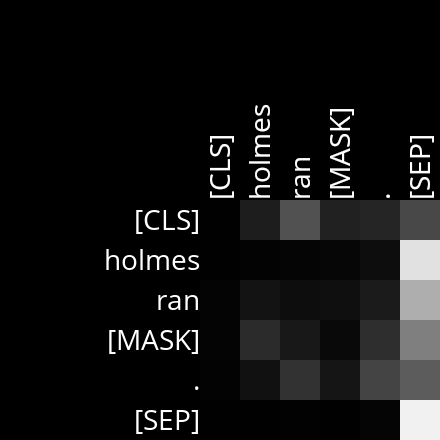 [CLS] holmes ran [MASK] . [SEP]
[CLS]
holmes
ran
[MASK]
.
[SEP]